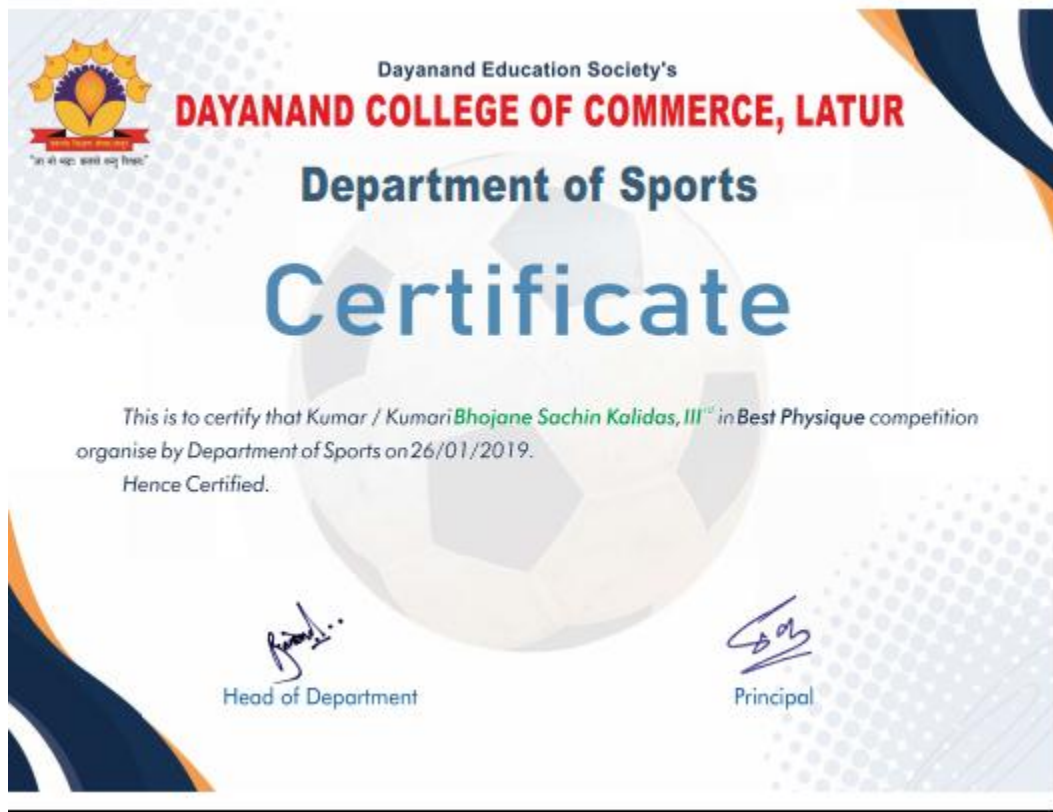 Dayanand Education Society's
DAYANAND COLLEGE OF COMMERCE, LATUR
Department of Sports
Certificate
This is to certify that Kumar / Kumari Bhojane Sachin Kalidas, III rd in Best Physique competition
organise by Department of Sports on 26/01/2019.
Hence Certified.
Head of Department
Principal